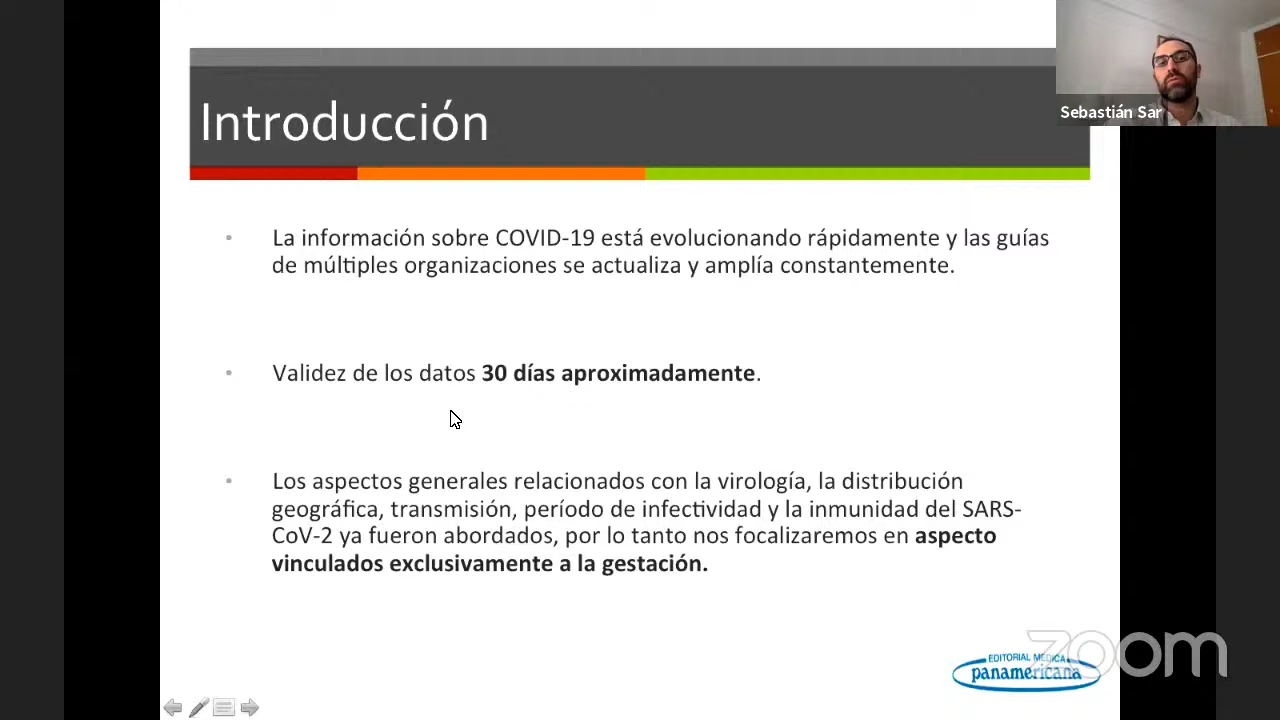 Introducción
Sebastián Sar
La información sobre COVID-19 está evolucionando rápidamente y las guías
de múltiples organizaciones se actualiza y amplía constantemente.
Validez de los datos 30 días aproximadamente.
Los aspectos generales relacionados con la virología, la distribución
geográfica, transmisión, período de infectividad y la inmunidad del SARS-
CoV-2 ya fueron abordados, por lo tanto nos focalizaremos en aspecto
vinculados exclusivamente a la gestación.
EDITORIAL MEDICA
panamericana
zoom